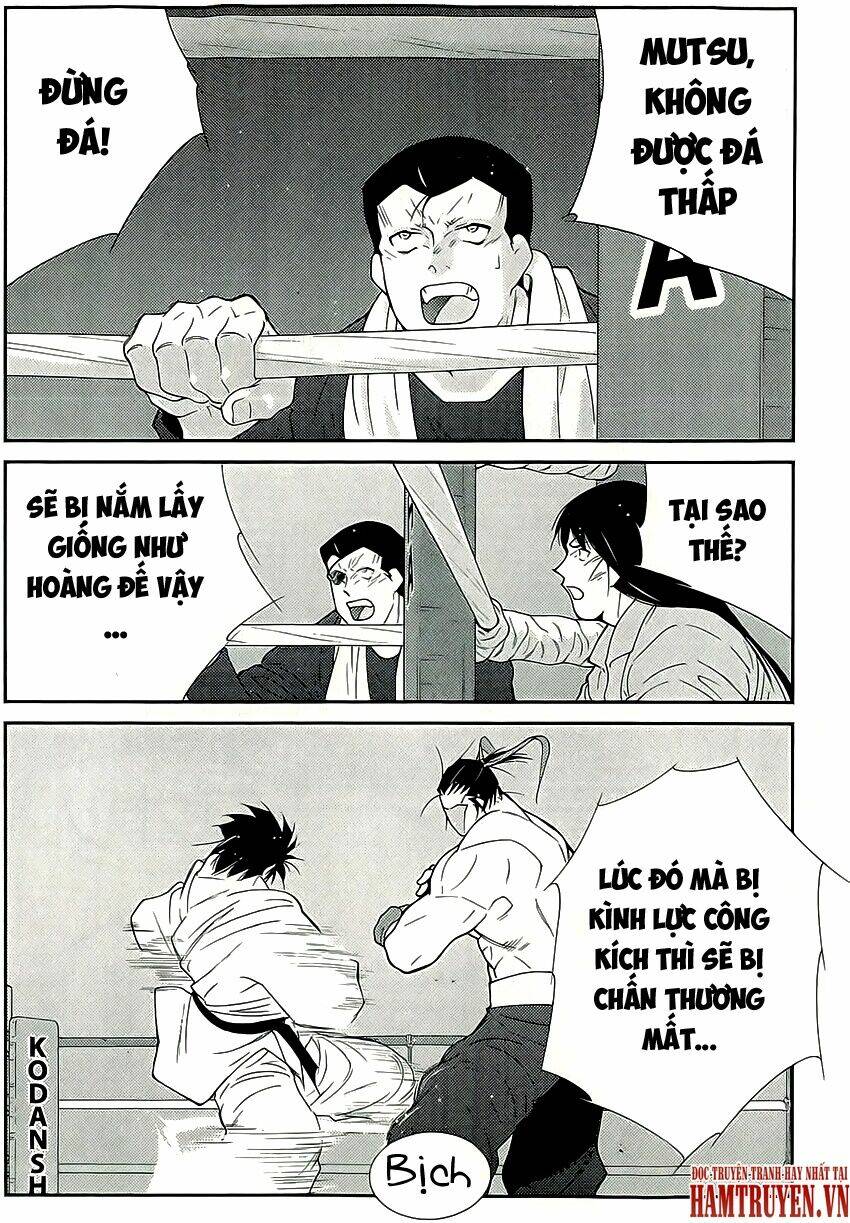 MUTSU,
KHÔNG
ĐƯỢC ĐÁ
THẤP
ĐỪNG
ĐÁ!
A
TẠI SAO
THẾ?
SẼ BỊ NẮM LẤY
GIỐNG NHƯ
HOÀNG ĐẾ VẬY
...
LÚC ĐÓ MÀ BỊ
KÌNH LỰC CÔNG
KÍCH THÌ SẼ BỊ
CHẤN THƯƠNG
MẤT...
KODANSH
Bịch
ĐỌC TRUYỆN TRANH HAY NHẤT TẠI
HAMTRUYEN.VN